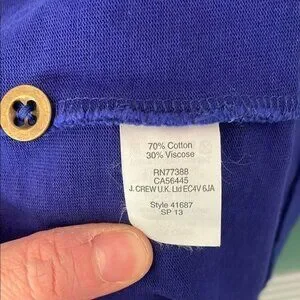 70% Cotton
30% Viscose
RN77388
CA56445
J. CREW U.K. Ltd EC4V 6JA
Style 41687
SP 13